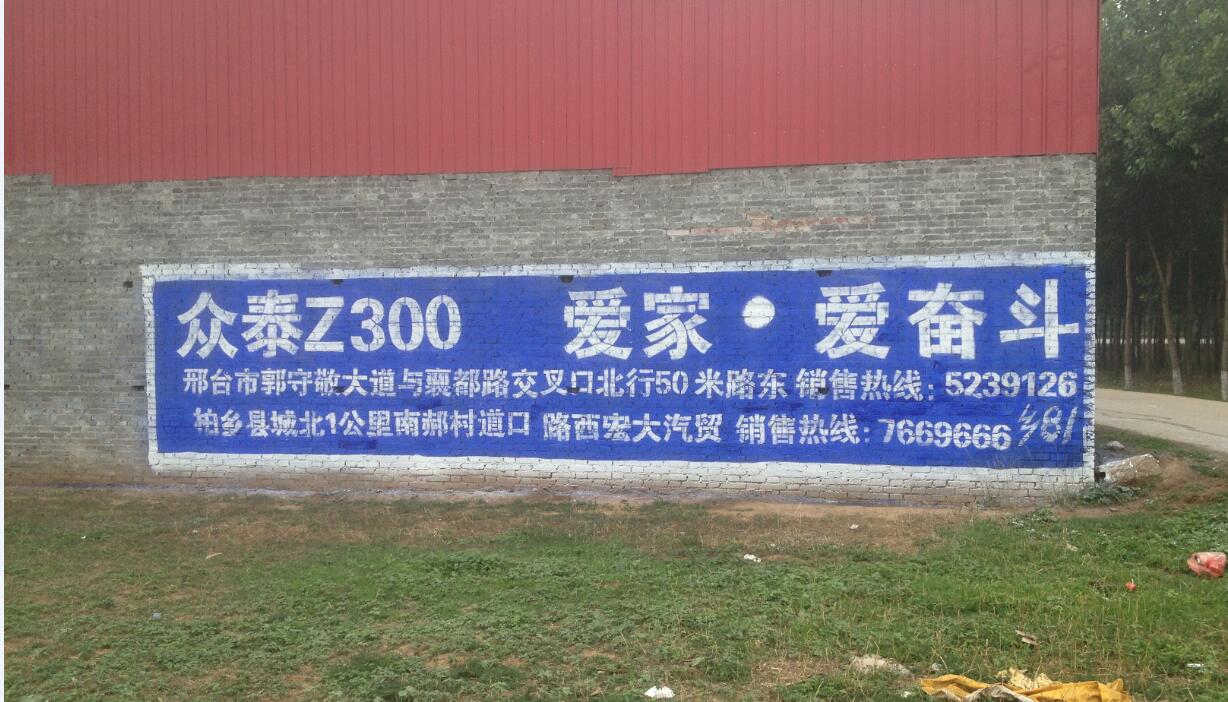 众泰Z300 爱家·爱奋斗
邢台市郭守敬大道与襄都路交叉口北行50米路东 销售热线：5239126
柏乡县城北1公里南郝村道口 路西宏大汽贸 销售热线：7669666
乡81